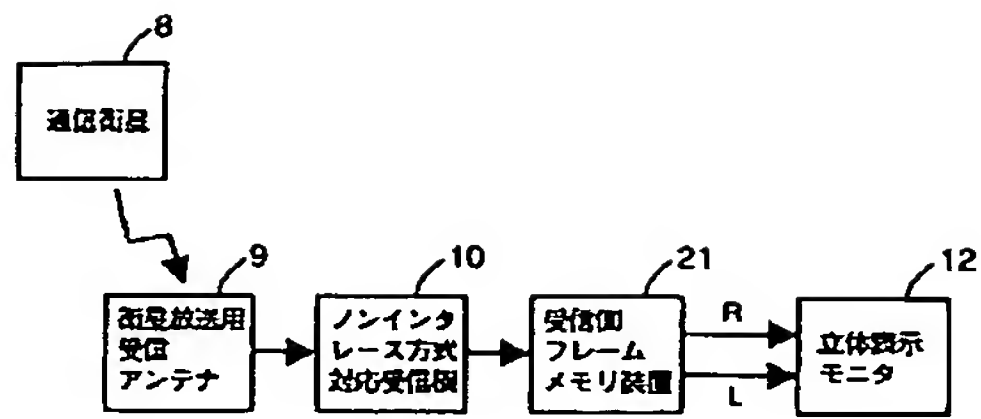 8
通信衛星
9
衛星放送用
受信
アンテナ
10
ノンインタ
レース方式
対応受信機
21
受信側
フレーム
メモリ装置
R
L
12
立体表示
モニタ